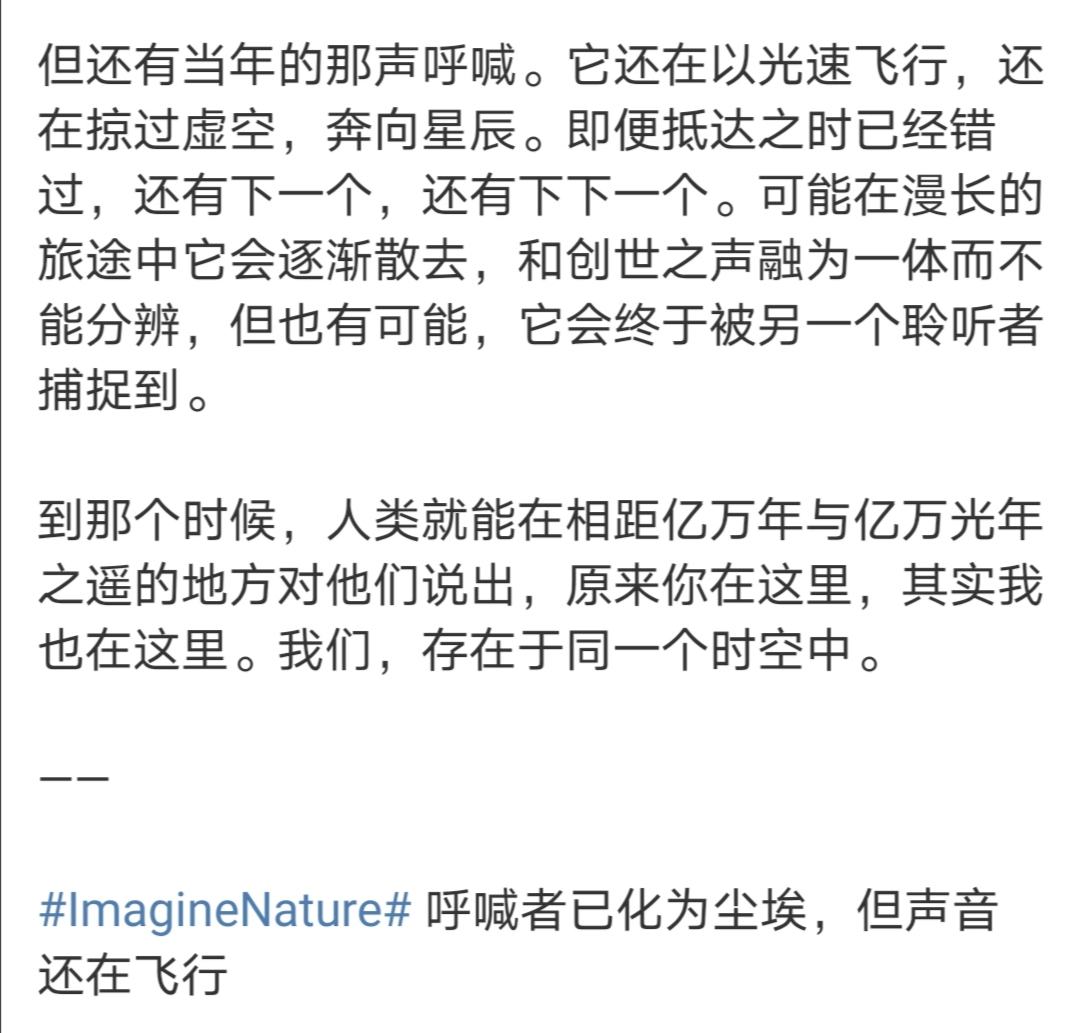 但还有当年的那声呼喊。它还在以光速飞行，还
在掠过虚空，奔向星辰。即便抵达之时已经错
过，还有下一个，还有下下一个。可能在漫长的
旅途中它会逐渐散去，和创世之声融为一体而不
能分辨，但也有可能，它会终于被另一个聆听者
捕捉到。
到那个时候，人类就能在相距亿万年与亿万光年
之遥的地方对他们说出，原来你在这里，其实我
也在这里。我们，存在于同一个时空中。
——
#ImagineNature# 呼喊者已化为尘埃，但声音
还在飞行